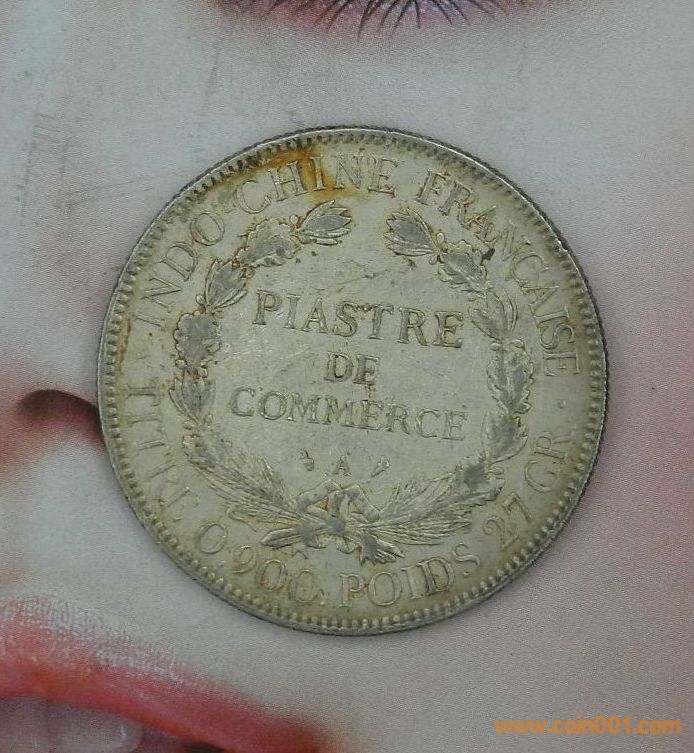 INDO-CHINE FRANÇAISE
PIASTRE
DE
COMMERCE
A
TITRE 0,900. POIDS 27 GR.
www.coin001.com